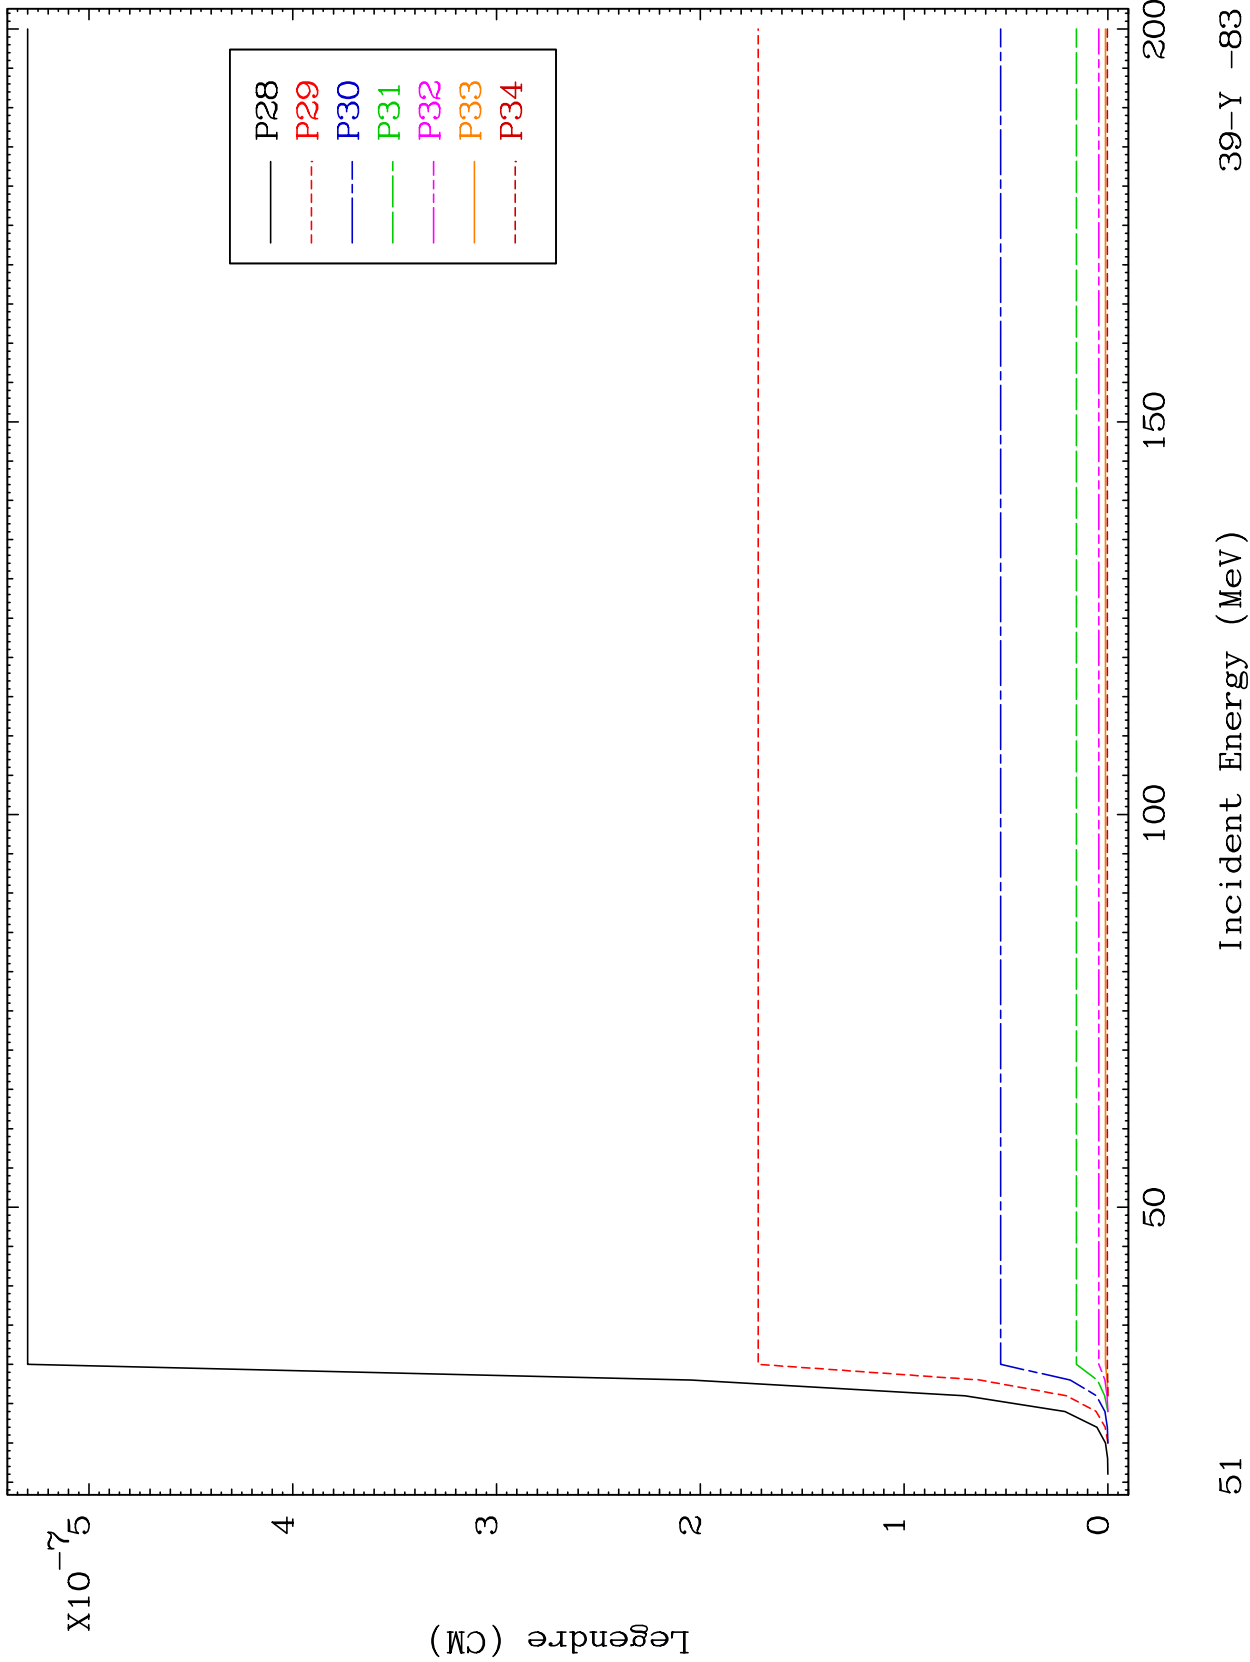 X10-7
5
4
3
2
1
0
Legendre (CM)
P28
P29
P30
P31
P32
P33
P34
50
100
150
200
51
Incident Energy (MeV)
39-Y -83